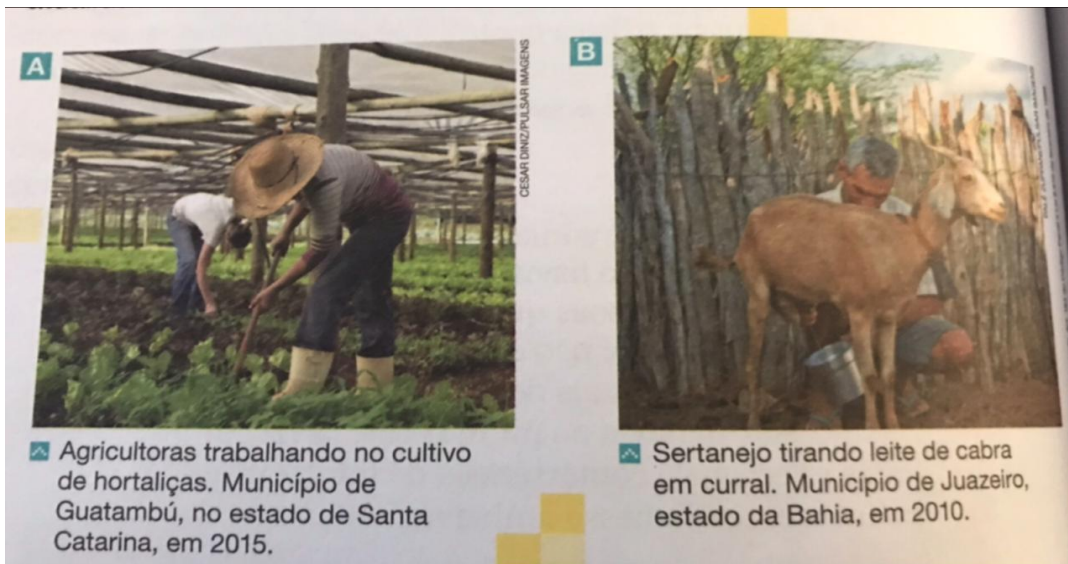 A
CESAR DINIZ/PULSAR IMAGENS
Agricultoras trabalhando no cultivo
de hortaliças. Município de
Guatambú, no estado de Santa
Catarina, em 2015.
B
Sertanejo tirando leite de cabra
em curral. Município de Juazeiro,
estado da Bahia, em 2010.